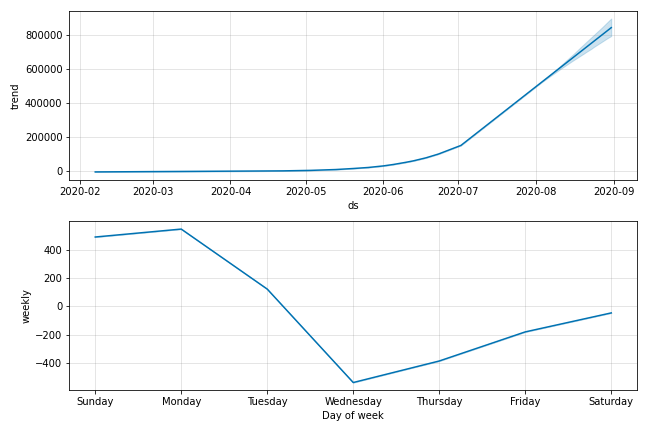 800000
600000
400000
200000
0
trend
2020-02 2020-03 2020-04 2020-05 2020-06 2020-07 2020-08 2020-09
ds
400
200
0
−200
−400
weekly
Sunday Monday Tuesday Wednesday Thursday Friday Saturday
Day of week